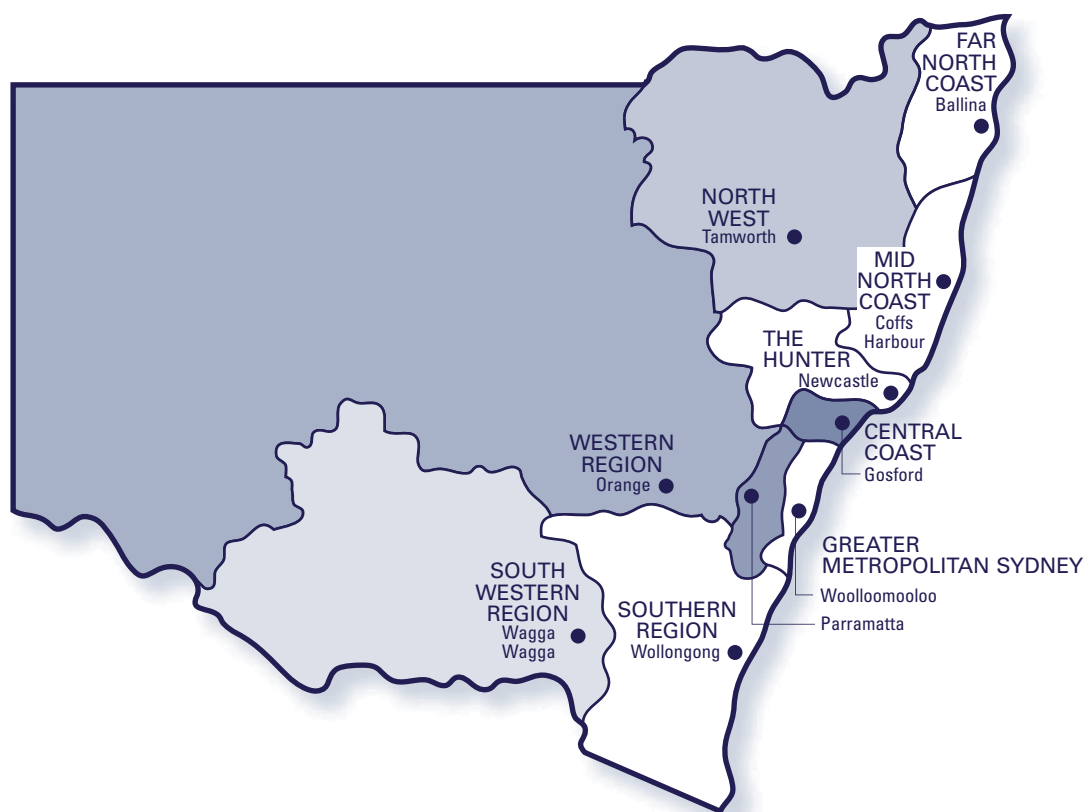 FAR
NORTH
COAST
Ballina
NORTH
WEST
Tamworth
MID
NORTH
COAST
Coffs
Harbour
THE
HUNTER
Newcastle
CENTRAL
COAST
Gosford
WESTERN
REGION
Orange
GREATER
METROPOLITAN SYDNEY
Woolloomooloo
Parramatta
SOUTH
WESTERN
REGION
Wagga
Wagga
SOUTHERN
REGION
Wollongong